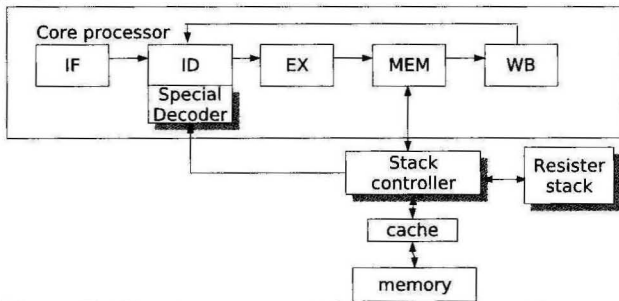 Core processor
IF
ID
EX
MEM
WB
Special
Decoder
Stack
controller
Resister
stack
cache
memory